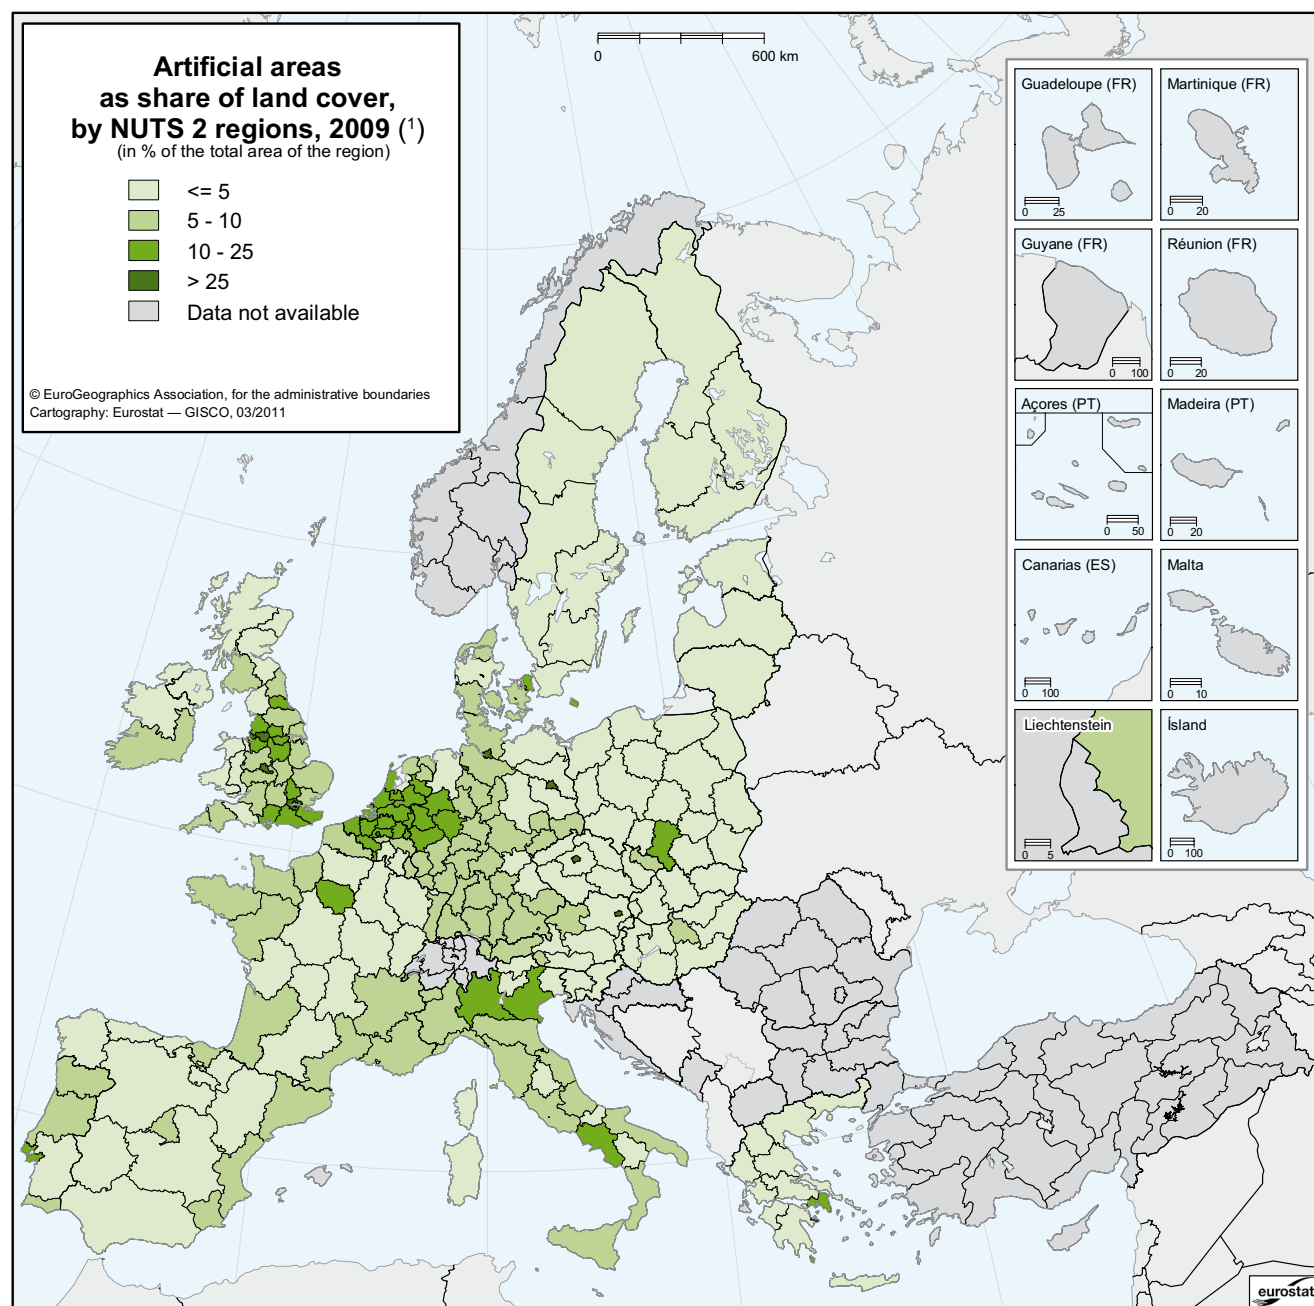 Artificial areas
as share of land cover,
by NUTS 2 regions, 2009 (¹)
(in % of the total area of the region)
<= 5
5 - 10
10 - 25
> 25
Data not available
© EuroGeographics Association, for the administrative boundaries
Cartography: Eurostat — GISCO, 03/2011
0 600 km
Guadeloupe (FR)
0 25
Martinique (FR)
0 20
Guyane (FR)
0 100
Réunion (FR)
0 20
Açores (PT)
0 50
Madeira (PT)
0 20
Canarias (ES)
0 100
Malta
0 10
Liechtenstein
0 5
Ísland
0 100
eurostat